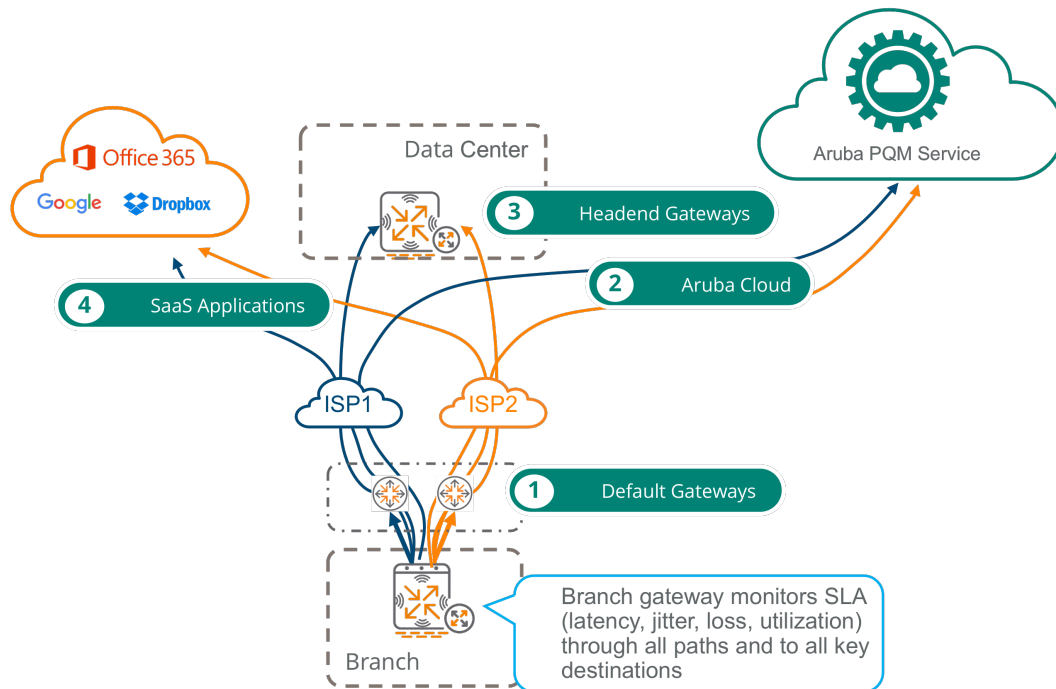 Office 365
Google
Dropbox
Data Center
Aruba PQM Service
3 Headend Gateways
2 Aruba Cloud
4 SaaS Applications
ISP1
ISP2
1 Default Gateways
Branch gateway monitors SLA
(latency, jitter, loss, utilization)
through all paths and to all key
destinations
Branch